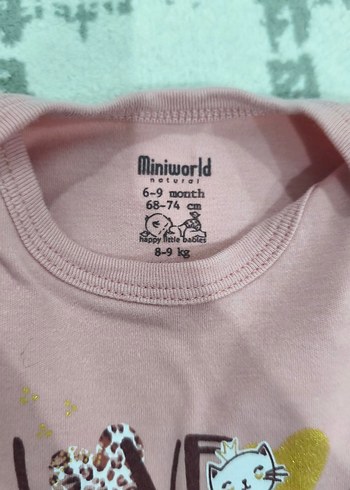 Miniworld
natural
6-9 month
68-74 cm
happy little babies
8-9 kg